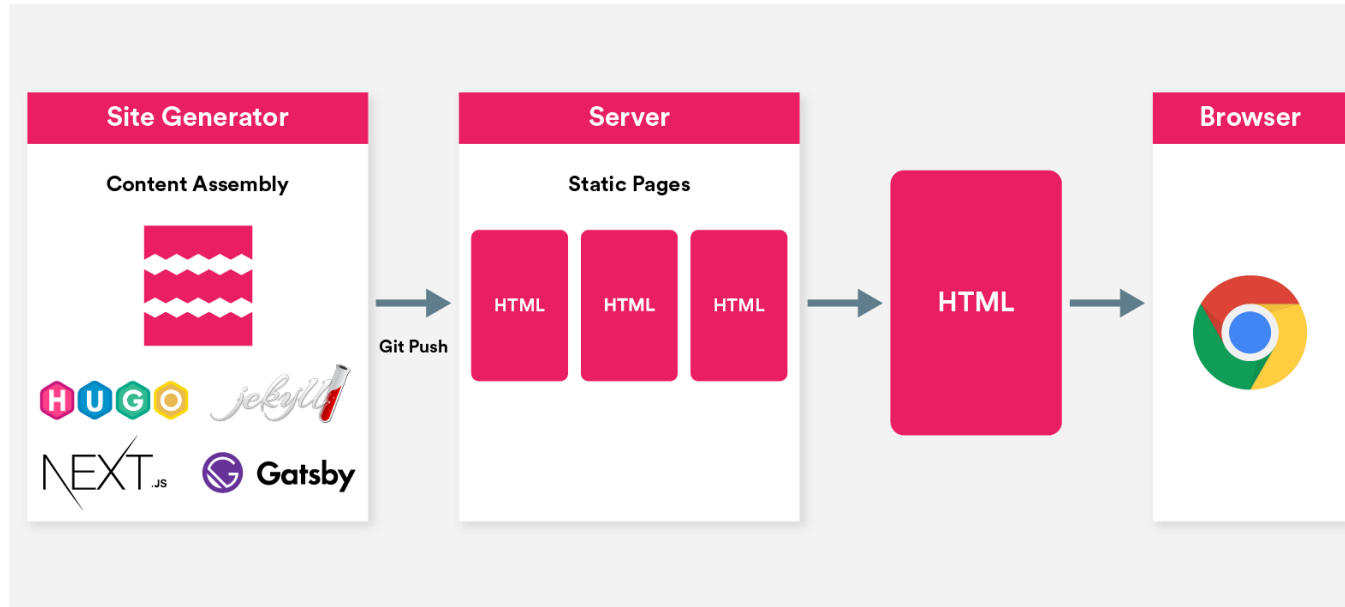 Site Generator
Content Assembly
HUGO
jekyll
NEXT.JS
Gatsby
Git Push
Server
Static Pages
HTML
HTML
HTML
HTML
Browser